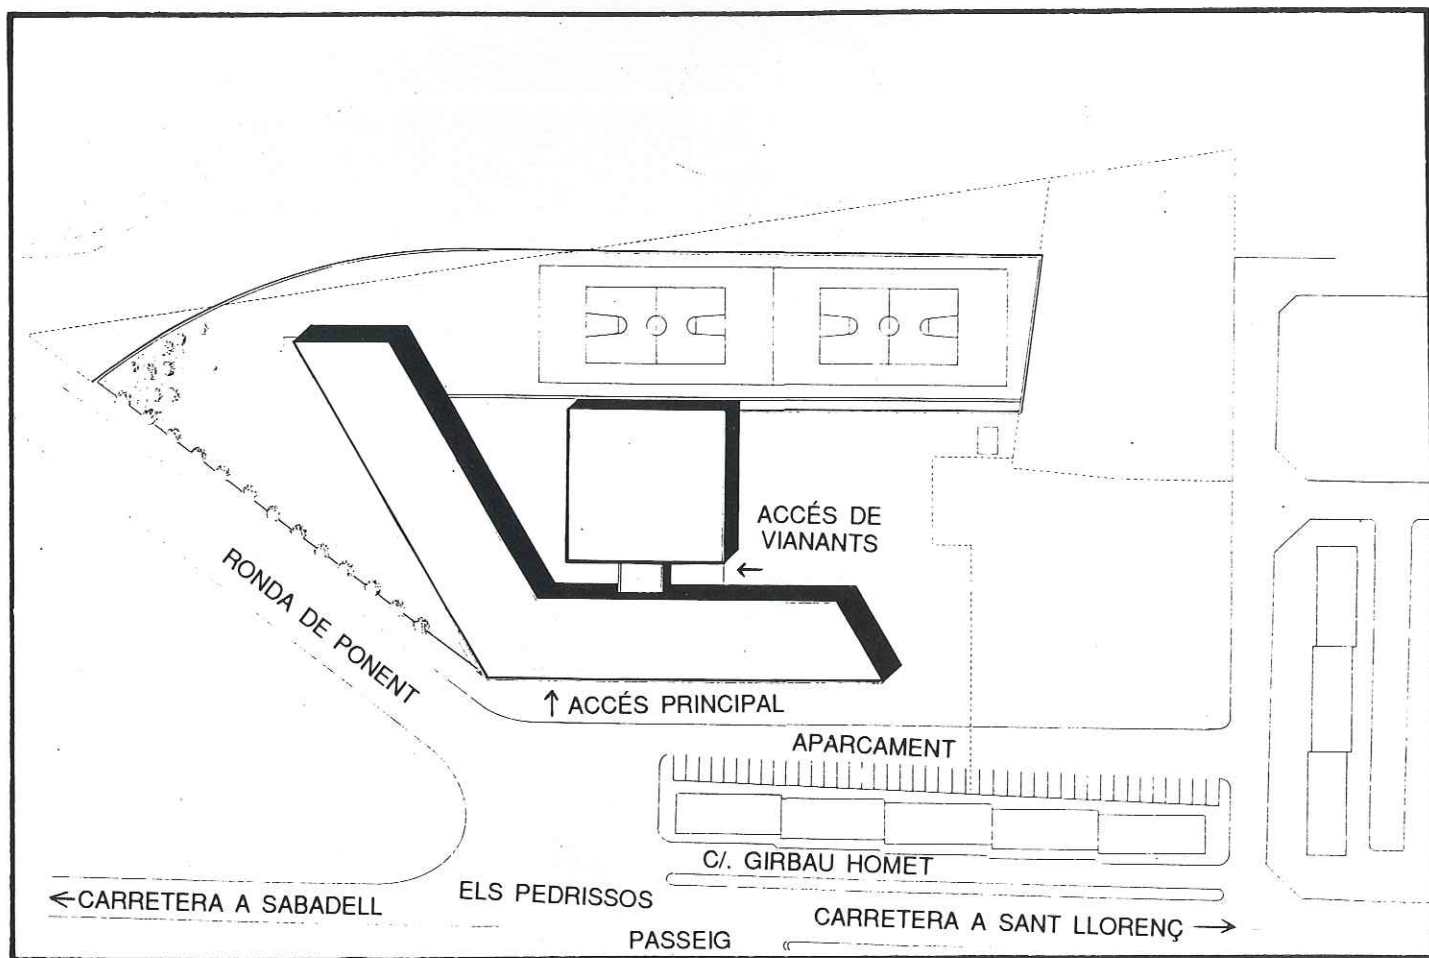 ACCÉS DE
VIANANTS
←
RONDA DE PONENT
↑ ACCÉS PRINCIPAL
APARCAMENT
C/. GIRBAU HOMET
← CARRETERA A SABADELL
ELS PEDRISSOS
CARRETERA A SANT LLORENÇ →
PASSEIG